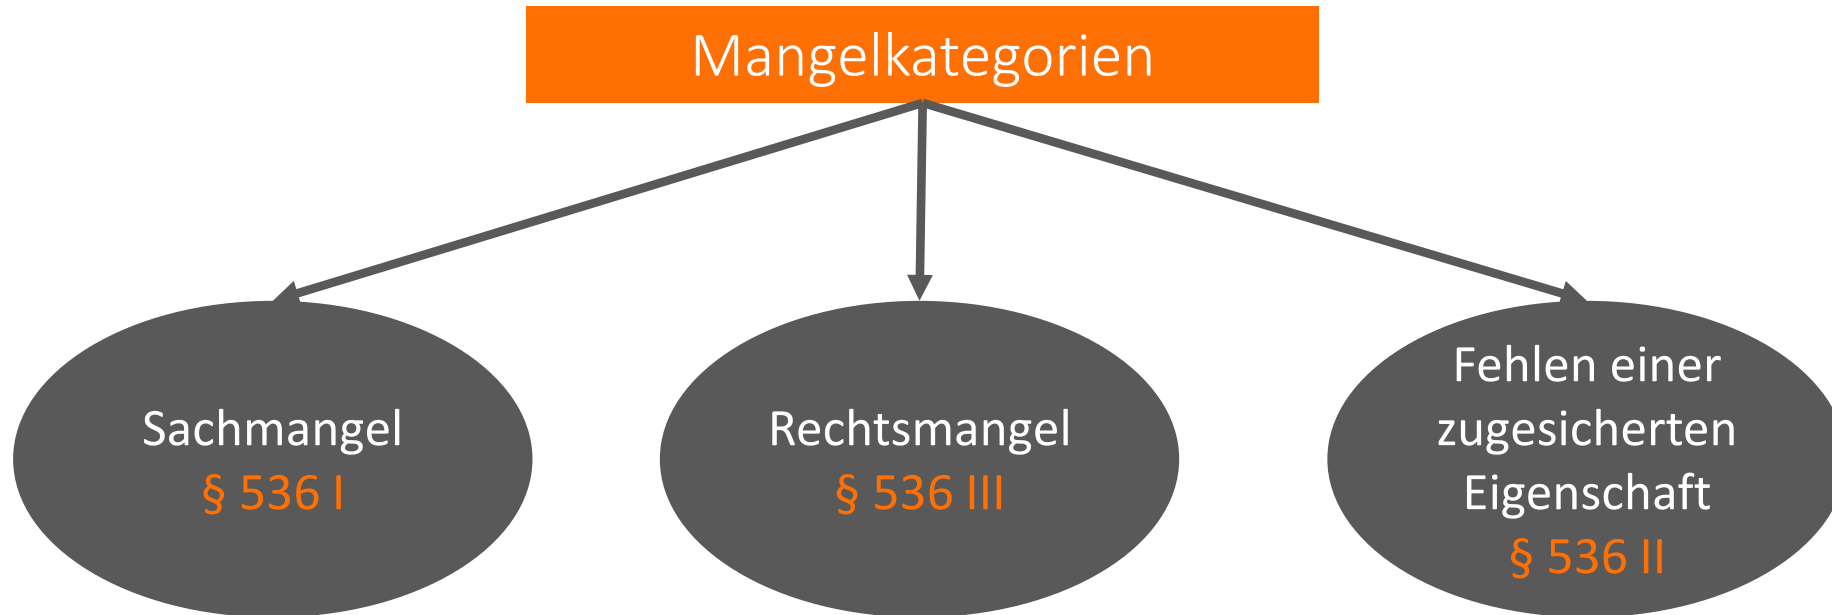 Mangelkategorien
Sachmangel
§ 536 I
Rechtsmangel
§ 536 III
Fehlen einer
zugesicherten
Eigenschaft
§ 536 II